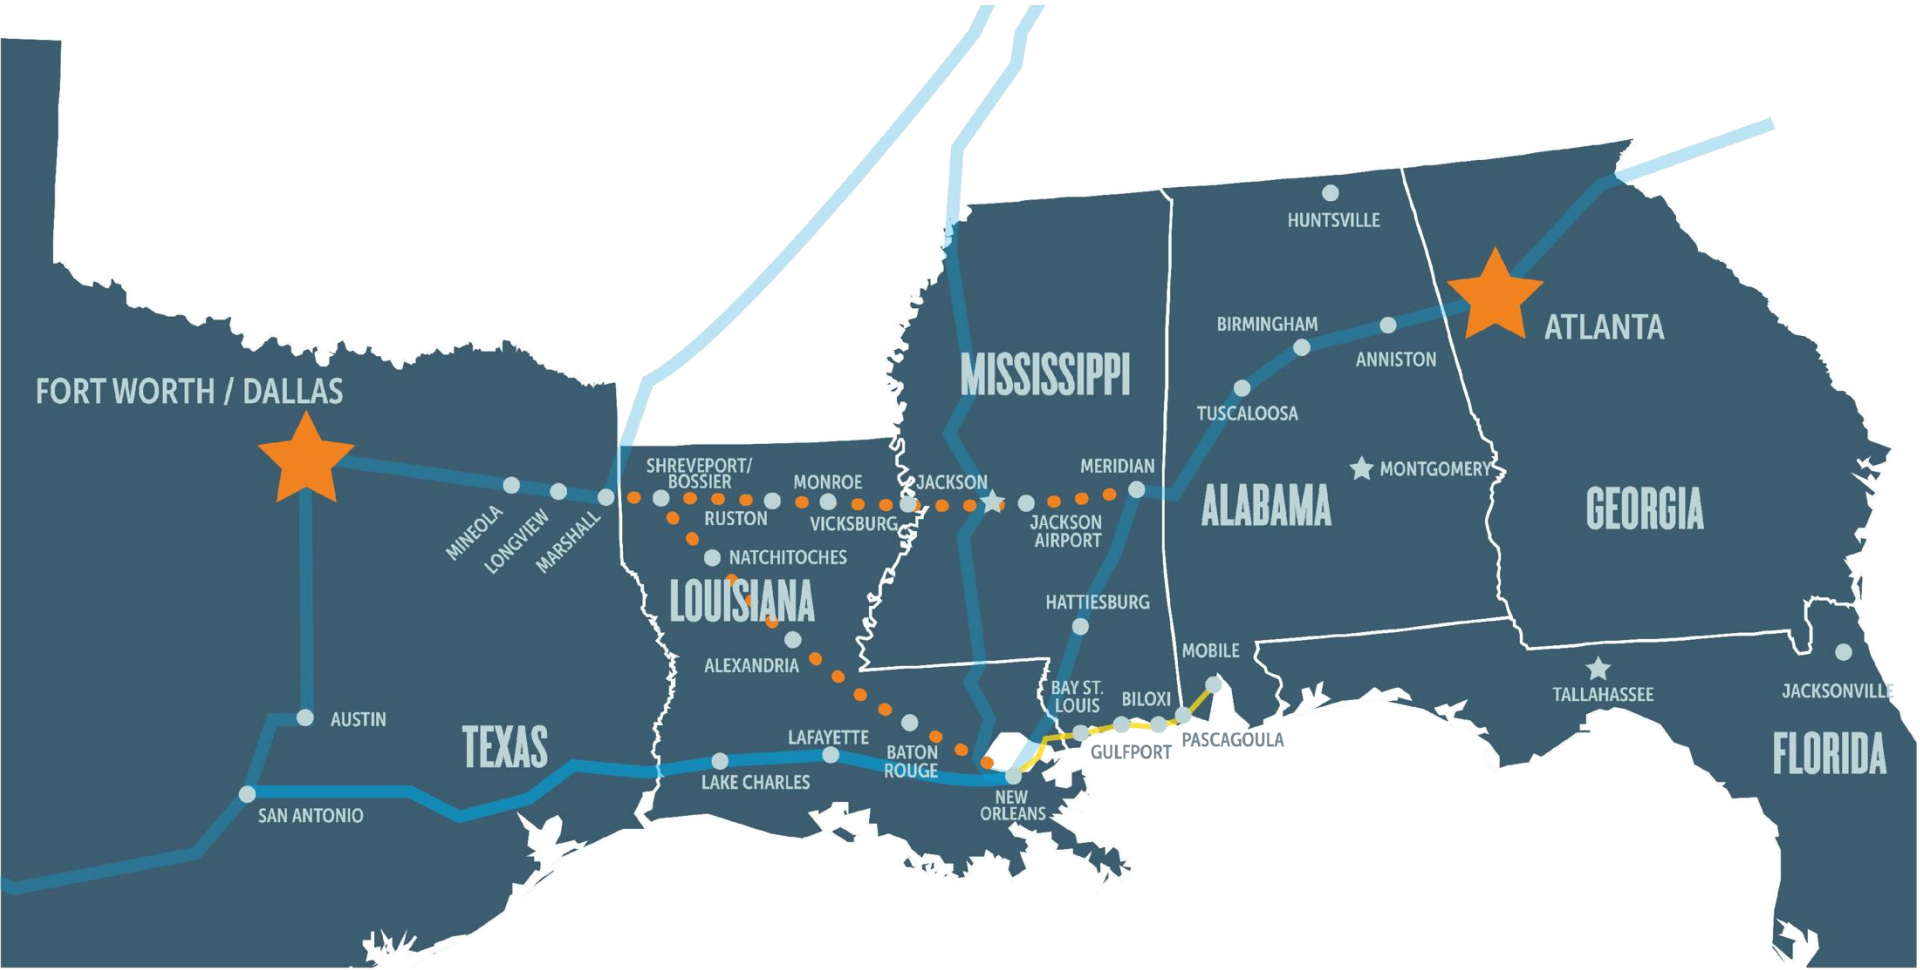 HUNTSVILLE
BIRMINGHAM
ATLANTA
ANNISTON
MISSISSIPPI
FORT WORTH / DALLAS
TUSCALOOSA
SHREVEPORT/
BOSSIER
MONROE
JACKSON
MERIDIAN
MONTGOMERY
ALABAMA
GEORGIA
MINEOLA
LONGVIEW
MARSHALL
RUSTON
VICKSBURG
JACKSON
AIRPORT
NATCHITOCHES
LOUISIANA
HATTIESBURG
ALEXANDRIA
MOBILE
BAY ST.
LOUIS
BILOXI
TALLAHASSEE
JACKSONVILLE
AUSTIN
TEXAS
LAFAYETTE
BATON
ROUGE
GULFPORT
PASCAGOULA
FLORIDA
LAKE CHARLES
NEW
ORLEANS
SAN ANTONIO